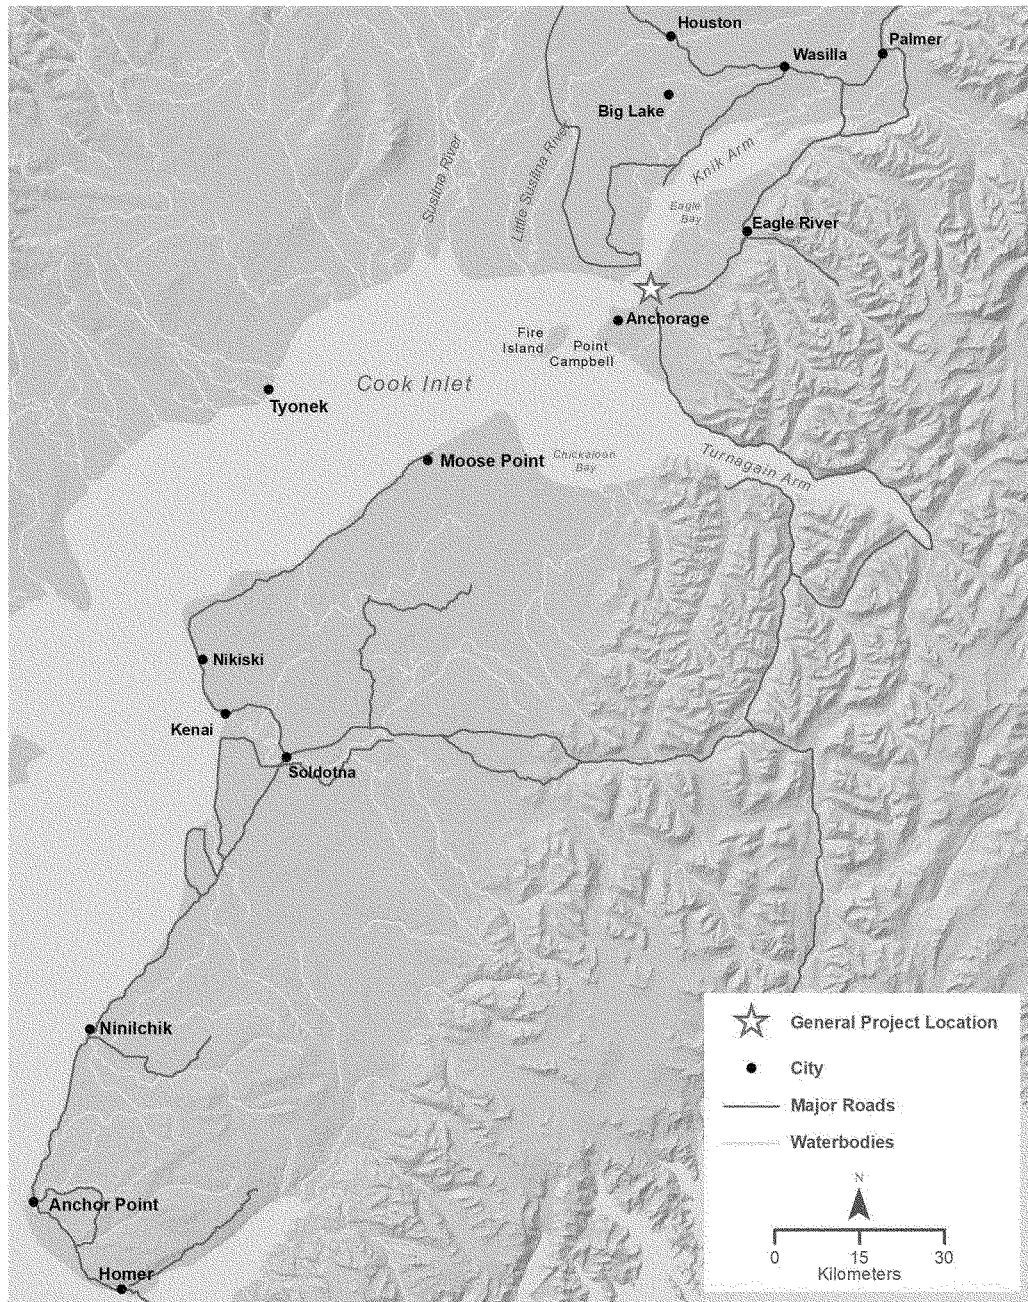 Houston
Palmer
Wasilla
Big Lake
Knik Arm
Susitna River
Little Susitna River
Eagle
Bay
Eagle River
Anchorage
Fire
Island
Point
Campbell
Cook Inlet
Tyonek
Moose Point
Chickaloon
Bay
Turnagain Arm
Nikiski
Kenai
Soldotna
Ninilchik
Anchor Point
Homer
General Project Location
City
Major Roads
Waterbodies
N
0 15 30
Kilometers